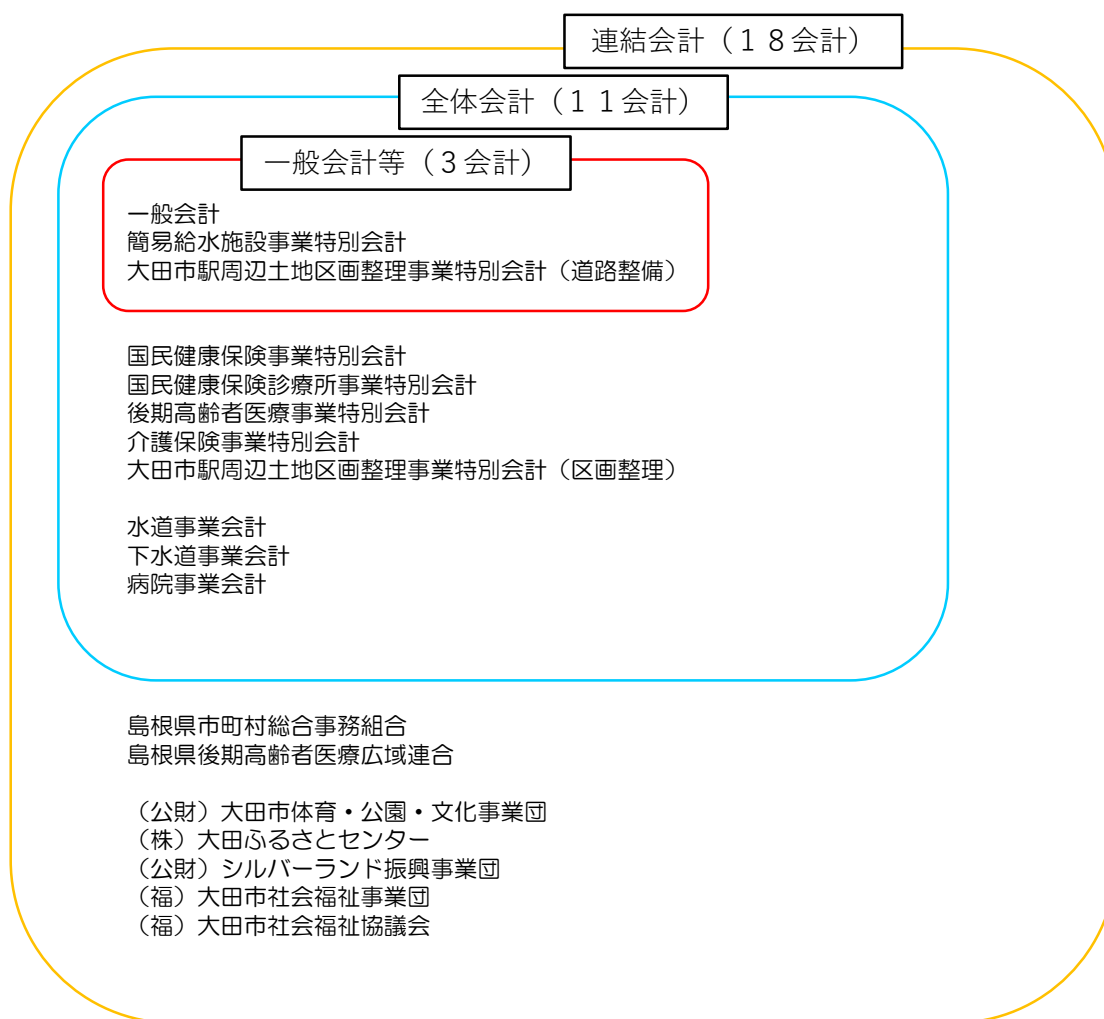 連結会計（１８会計）
全体会計（１１会計）
一般会計等（３会計）
一般会計
簡易給水施設事業特別会計
大田市駅周辺土地区画整理事業特別会計（道路整備）
国民健康保険事業特別会計
国民健康保険診療所事業特別会計
後期高齢者医療事業特別会計
介護保険事業特別会計
大田市駅周辺土地区画整理事業特別会計（区画整理）
水道事業会計
下水道事業会計
病院事業会計
島根県市町村総合事務組合
島根県後期高齢者医療広域連合
（公財）大田市体育・公園・文化事業団
（株）大田ふるさとセンター
（公財）シルバーランド振興事業団
（福）大田市社会福祉事業団
（福）大田市社会福祉協議会